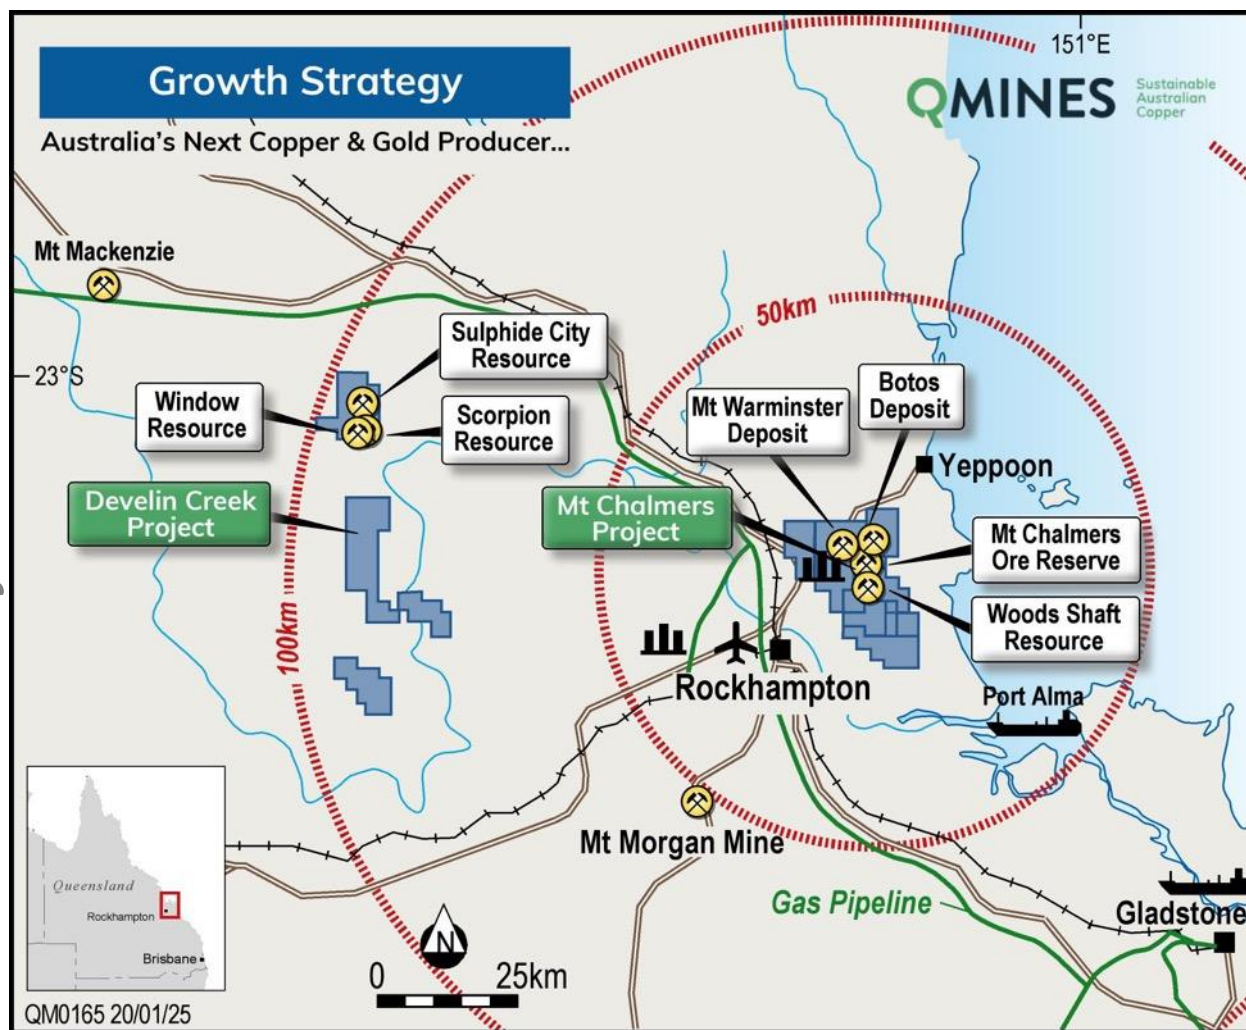 Growth Strategy
Australia's Next Copper & Gold Producer...
151°E
QMINES
Sustainable
Australian
Copper
Mt Mackenzie
50km
23°S
Sulphide City
Resource
Window
Resource
Scorpion
Resource
Mt Warminster
Deposit
Botos
Deposit
Yeppoon
Develin Creek
Project
Mt Chalmers
Project
Mt Chalmers
Ore Reserve
Woods Shaft
Resource
100km
Rockhampton
Port Alma
Mt Morgan Mine
Gas Pipeline
Gladstone
Queensland
Rockhampton
Brisbane
N
0 25km
QM0165 20/01/25